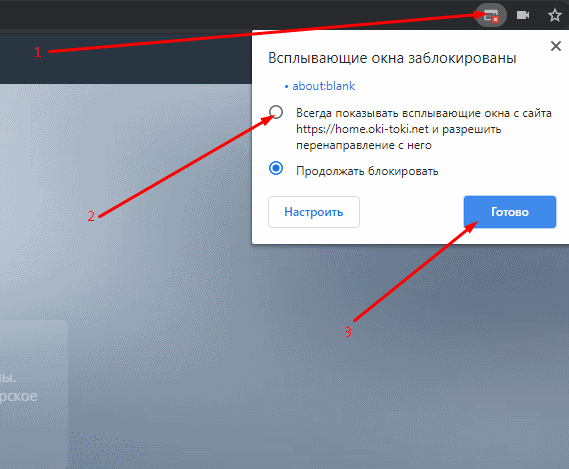 1
Всплывающие окна заблокированы
• about:blank
Всегда показывать всплывающие окна с сайта
https://home.oki-toki.net и разрешить
перенаправление с него
Продолжать блокировать
2
Настроить
Готово
3